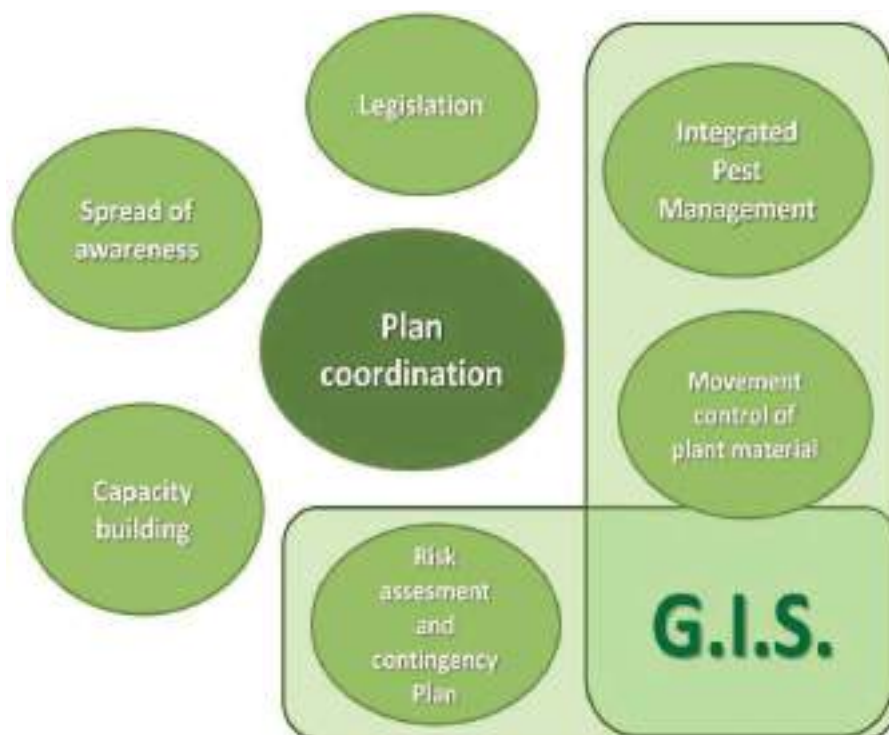 Legislation
Integrated
Pest
Management
Spread of
awareness
Plan
coordination
Movement
control of
plant material
Capacity
building
Risk
assesment
and
contingency
Plan
G.I.S.